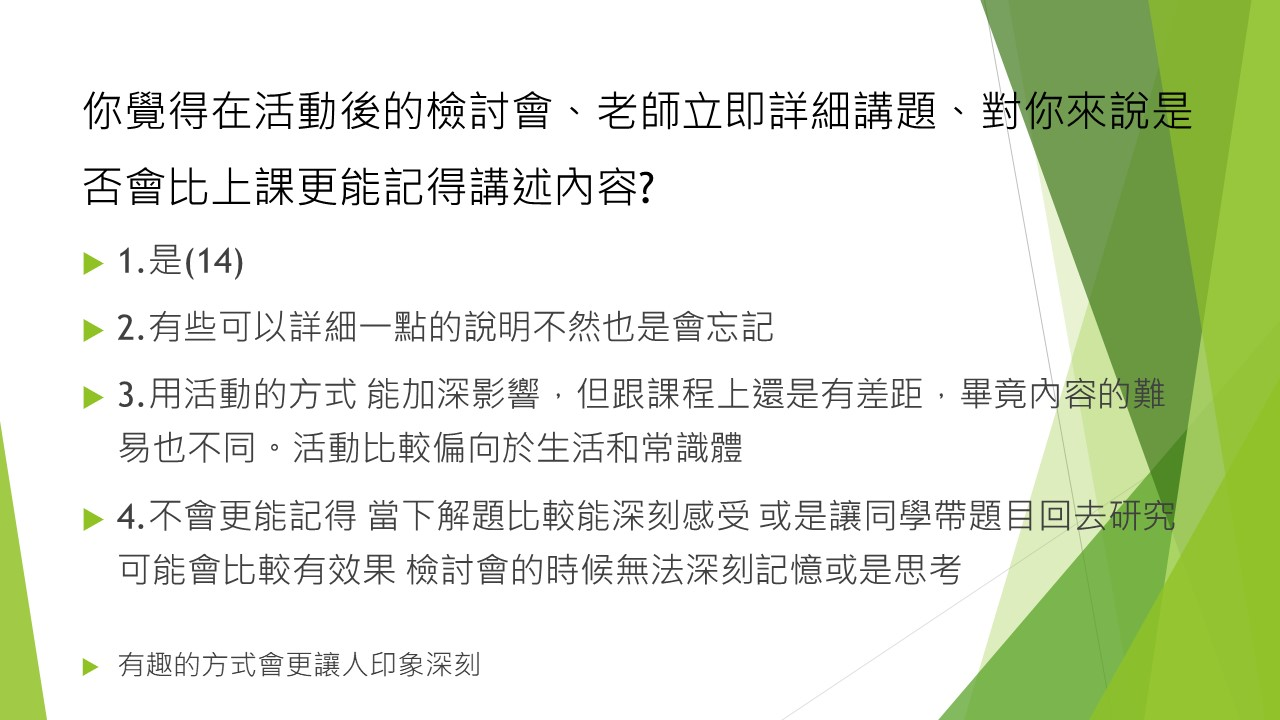 你覺得在活動後的檢討會、老師立即詳細講題、對你來說是
否會比上課更能記得講述內容?
1.是(14)
2.有些可以詳細一點的說明不然也是會忘記
3.用活動的方式 能加深影響，但跟課程上還是有差距，畢竟內容的難
易也不同。活動比較偏向於生活和常識體
4.不會更能記得 當下解題比較能深刻感受 或是讓同學帶題目回去研究
可能會比較有效果 檢討會的時候無法深刻記憶或是思考
有趣的方式會更讓人印象深刻